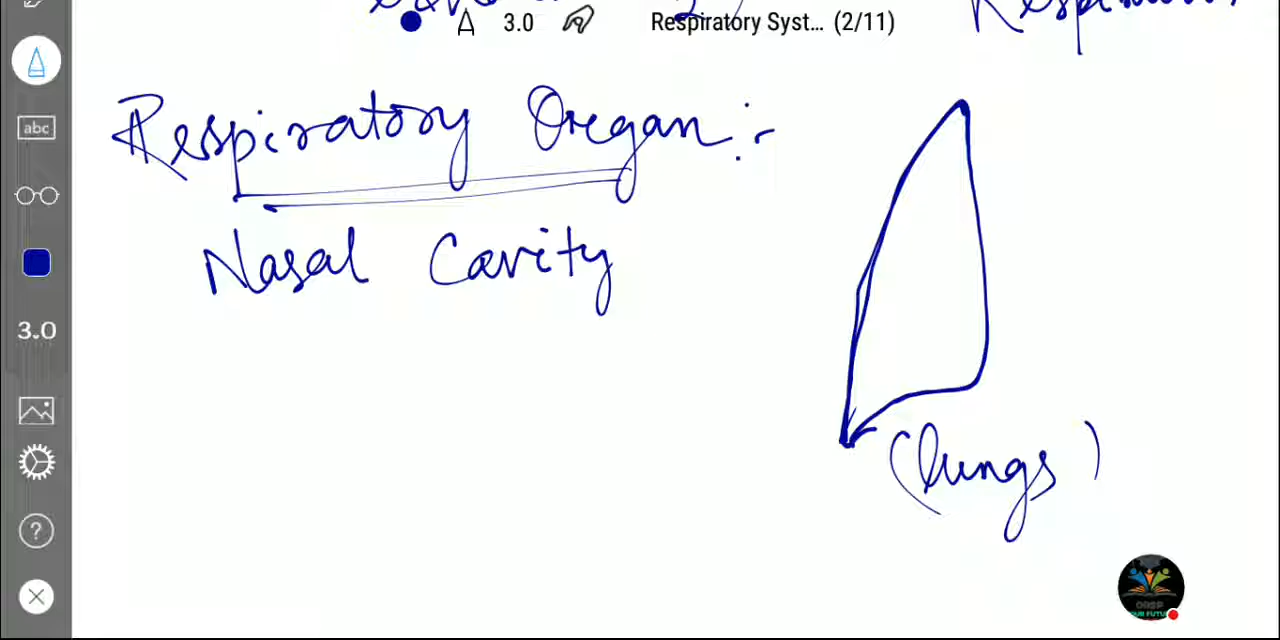 3.0 Respiratory Syst... (2/11)
abc
Respiratory Organ :-
Nasal Cavity
3.0
(lungs)
?